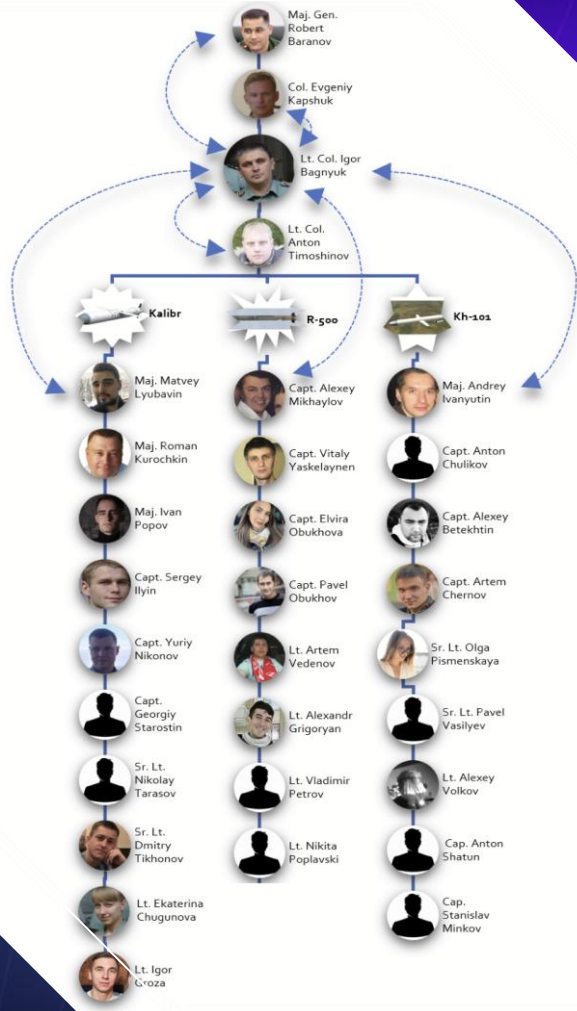 Maj. Gen.
Robert
Baranov
Col. Evgeniy
Kapshuk
Lt. Col. Igor
Bagnyuk
Lt. Col.
Anton
Timoshinov
Kalibr
R-500
Kh-101
Maj. Matvey
Lyubavin
Maj. Roman
Kurochkin
Maj. Ivan
Popov
Capt. Sergey
Ilyin
Capt. Yuriy
Nikonov
Capt.
Georgiy
Starostin
Sr. Lt.
Nikolay
Tarasov
Sr. Lt.
Dmitry
Tikhonov
Lt. Ekaterina
Chugunova
Lt. Igor
Groza
Capt. Alexey
Mikhaylov
Capt. Vitaly
Yaskelaynen
Capt. Elvira
Obukhova
Capt. Pavel
Obukhov
Lt. Artem
Vedenov
Lt. Alexandr
Grigoryan
Lt. Vladimir
Petrov
Lt. Nikita
Poplavski
Maj. Andrey
Ivanyutin
Capt. Anton
Chulikov
Capt. Alexey
Betekhtin
Capt. Artem
Chernov
Sr. Lt. Olga
Pismenskaya
Sr. Lt. Pavel
Vasilyev
Lt. Alexey
Volkov
Cap. Anton
Shatun
Cap.
Stanislav
Minkov